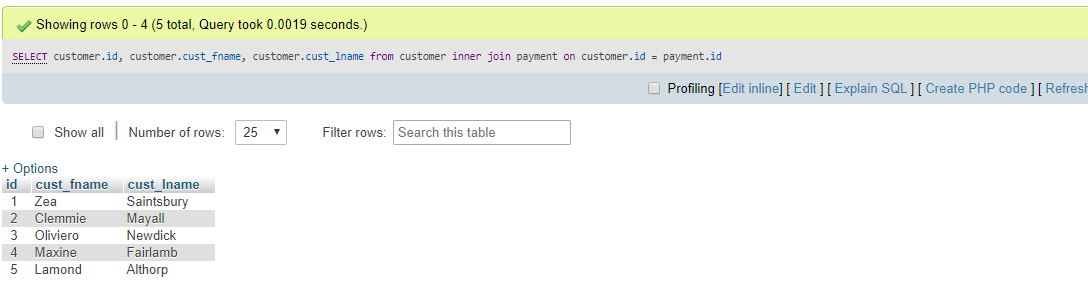 Showing rows 0 - 4 (5 total, Query took 0.0019 seconds.)
SELECT customer.id, customer.cust_fname, customer.cust_lname from customer inner join payment on customer.id = payment.id
Profiling [Edit inline] [ Edit ] [ Explain SQL ] [ Create PHP code ] [ Refresh
Show all | Number of rows: 25 Filter rows: Search this table
+ Options
id cust_fname cust_lname
1 Zea Saintsbury
2 Clemmie Mayall
3 Oliviero Newdick
4 Maxine Fairlamb
5 Lamond Althorp